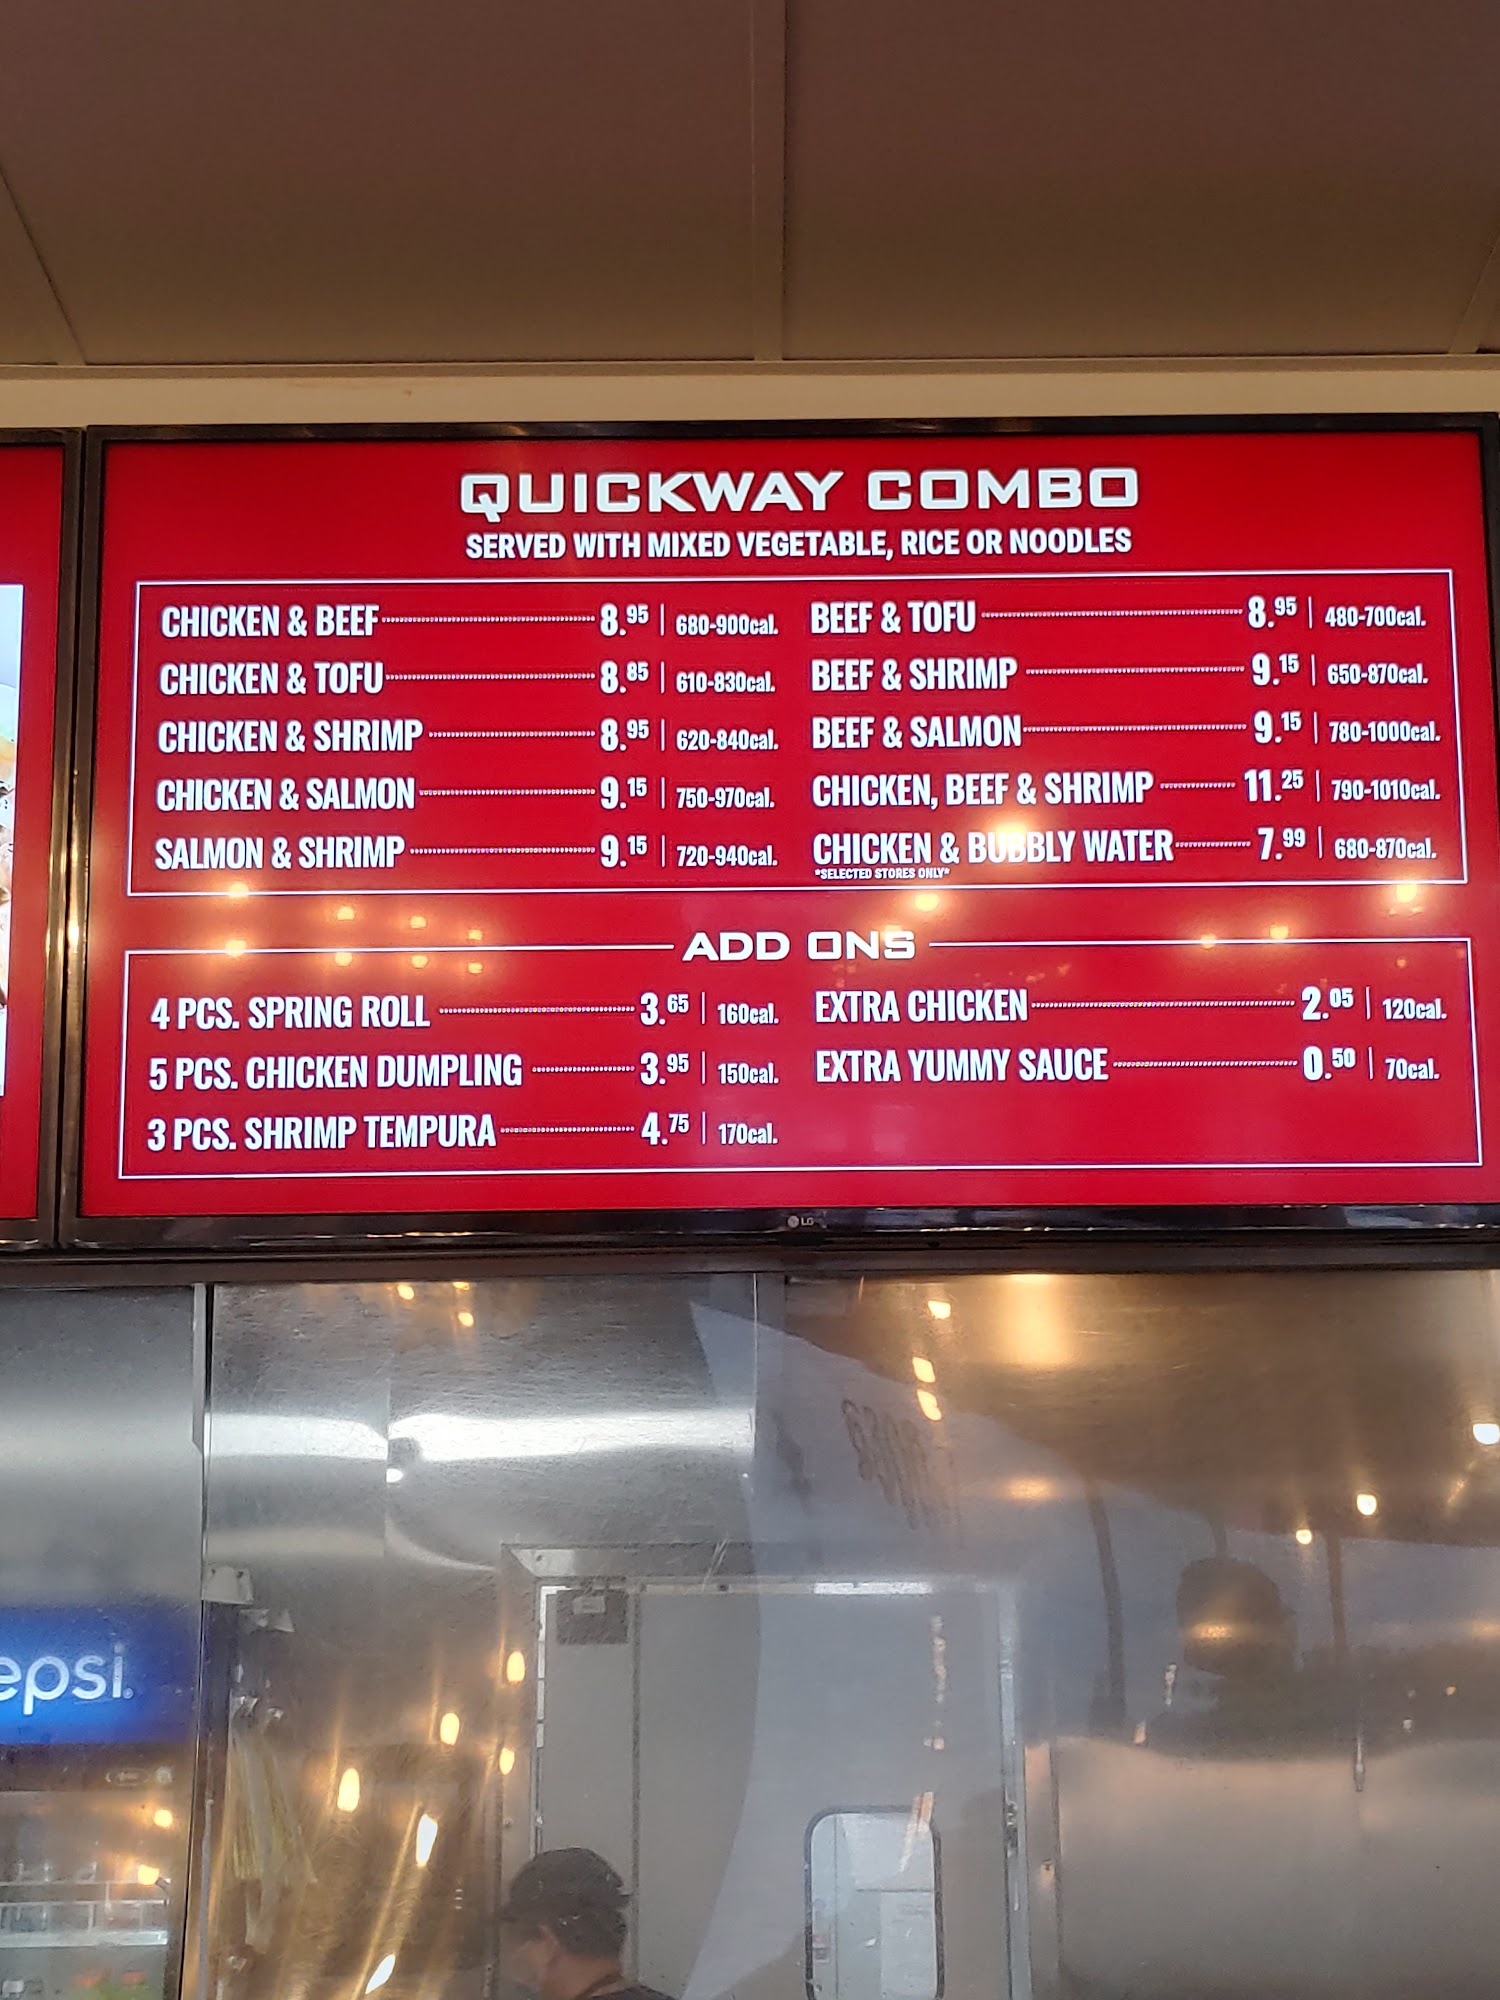 QUICKWAY COMBO
SERVED WITH MIXED VEGETABLE, RICE OR NOODLES
CHICKEN & BEEF 8.95 | 680-900cal.
CHICKEN & TOFU 8.85 | 610-830cal.
CHICKEN & SHRIMP 8.95 | 620-840cal.
CHICKEN & SALMON 9.15 | 750-970cal.
SALMON & SHRIMP 9.15 | 720-940cal.
BEEF & TOFU 8.95 | 480-700cal.
BEEF & SHRIMP 9.15 | 650-870cal.
BEEF & SALMON 9.15 | 780-1000cal.
CHICKEN, BEEF & SHRIMP 11.25 | 790-1010cal.
CHICKEN & BUBBLY WATER 7.99 | 680-870cal.
*SELECTED STORES ONLY*
ADD ONS
4 PCS. SPRING ROLL 3.65 | 160cal.
5 PCS. CHICKEN DUMPLING 3.95 | 150cal.
3 PCS. SHRIMP TEMPURA 4.75 | 170cal.
EXTRA CHICKEN 2.05 | 120cal.
EXTRA YUMMY SAUCE 0.50 | 70cal.
LG
epsi.